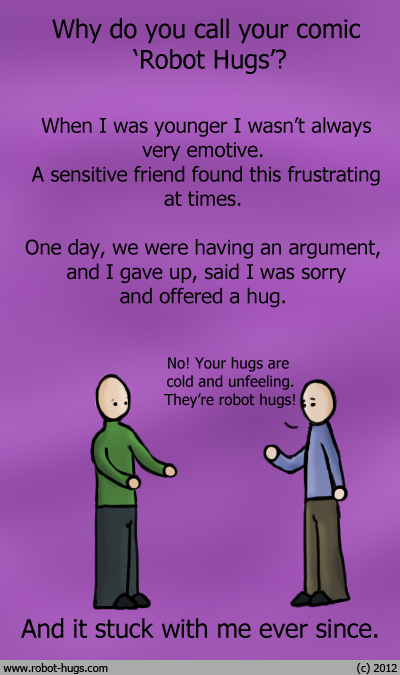 Why do you call your comic
‘Robot Hugs’?
When I was younger I wasn’t always
very emotive.
A sensitive friend found this frustrating
at times.
One day, we were having an argument,
and I gave up, said I was sorry
and offered a hug.
No! Your hugs are
cold and unfeeling.
They’re robot hugs!
And it stuck with me ever since.
www.robot-hugs.com (c) 2012